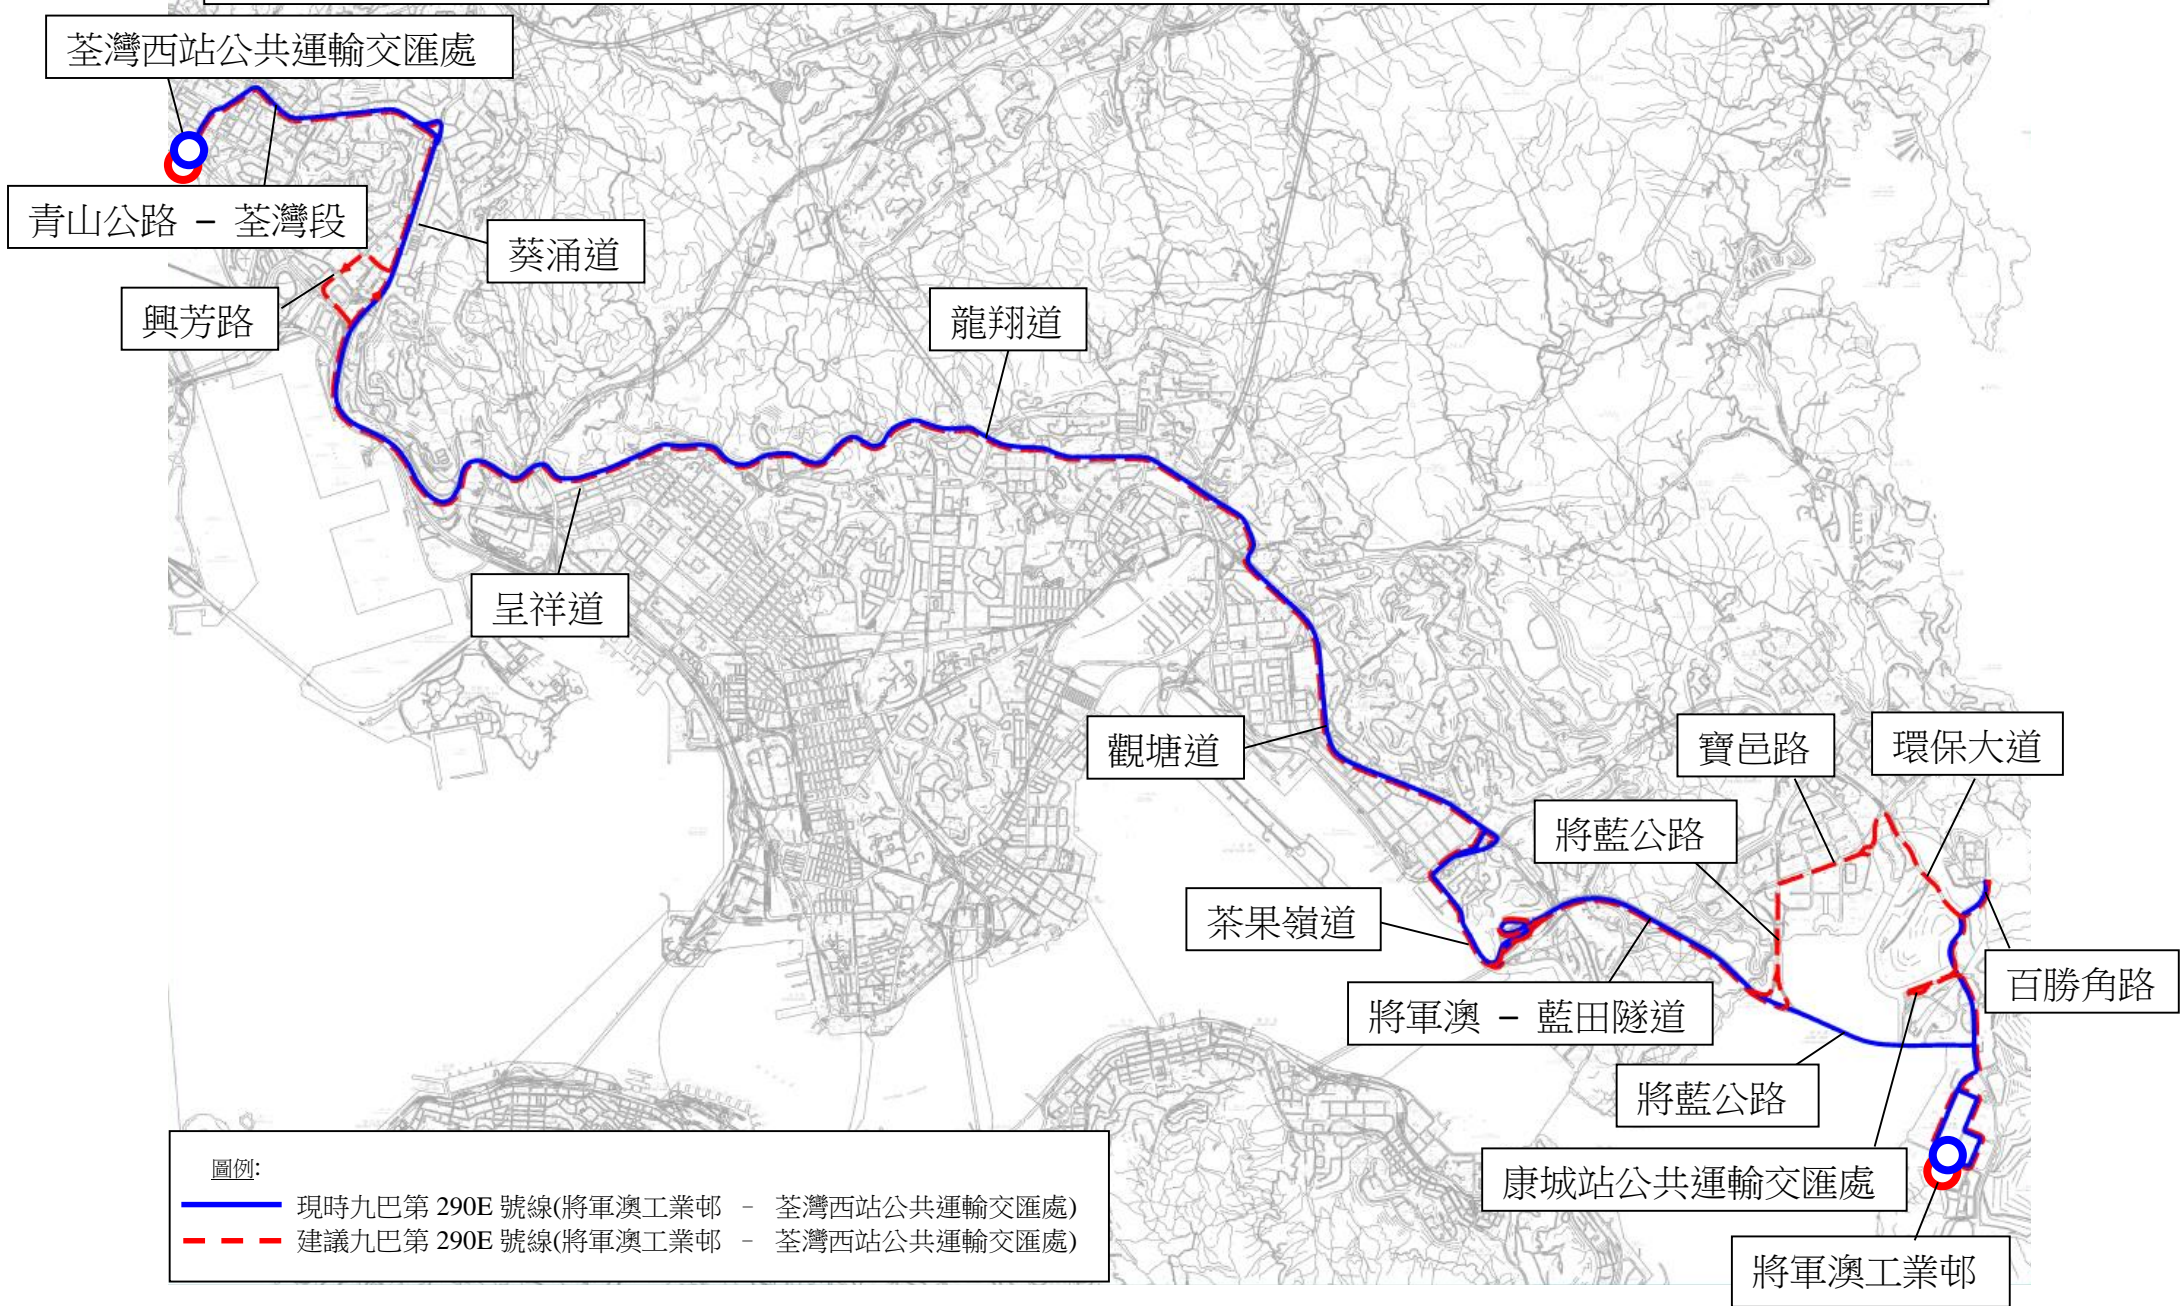 荃灣西站公共運輸交匯處
青山公路 – 荃灣段
葵涌道
興芳路
龍翔道
呈祥道
觀塘道
寶邑路
環保大道
將藍公路
茶果嶺道
百勝角路
將軍澳 – 藍田隧道
將藍公路
康城站公共運輸交匯處
將軍澳工業邨
圖例:
現時九巴第 290E 號線(將軍澳工業邨 - 荃灣西站公共運輸交匯處)
建議九巴第 290E 號線(將軍澳工業邨 - 荃灣西站公共運輸交匯處)